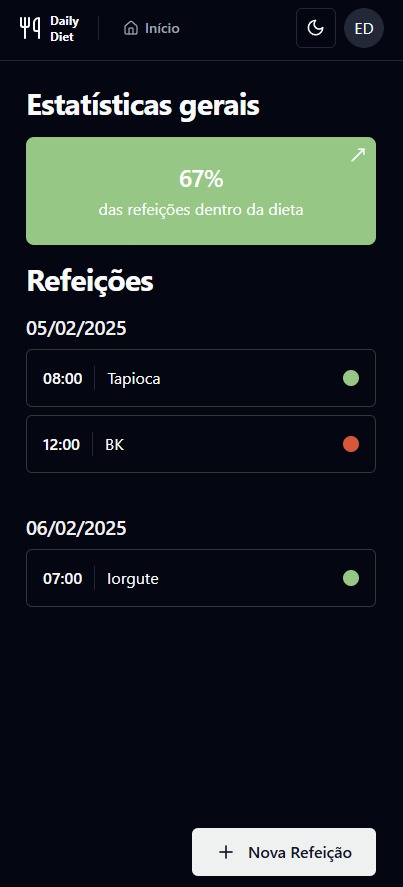 Daily
Diet
Início
ED
Estatísticas gerais
67%
das refeições dentro da dieta
Refeições
05/02/2025
08:00 Tapioca
12:00 BK
06/02/2025
07:00 Iorgute
Nova Refeição